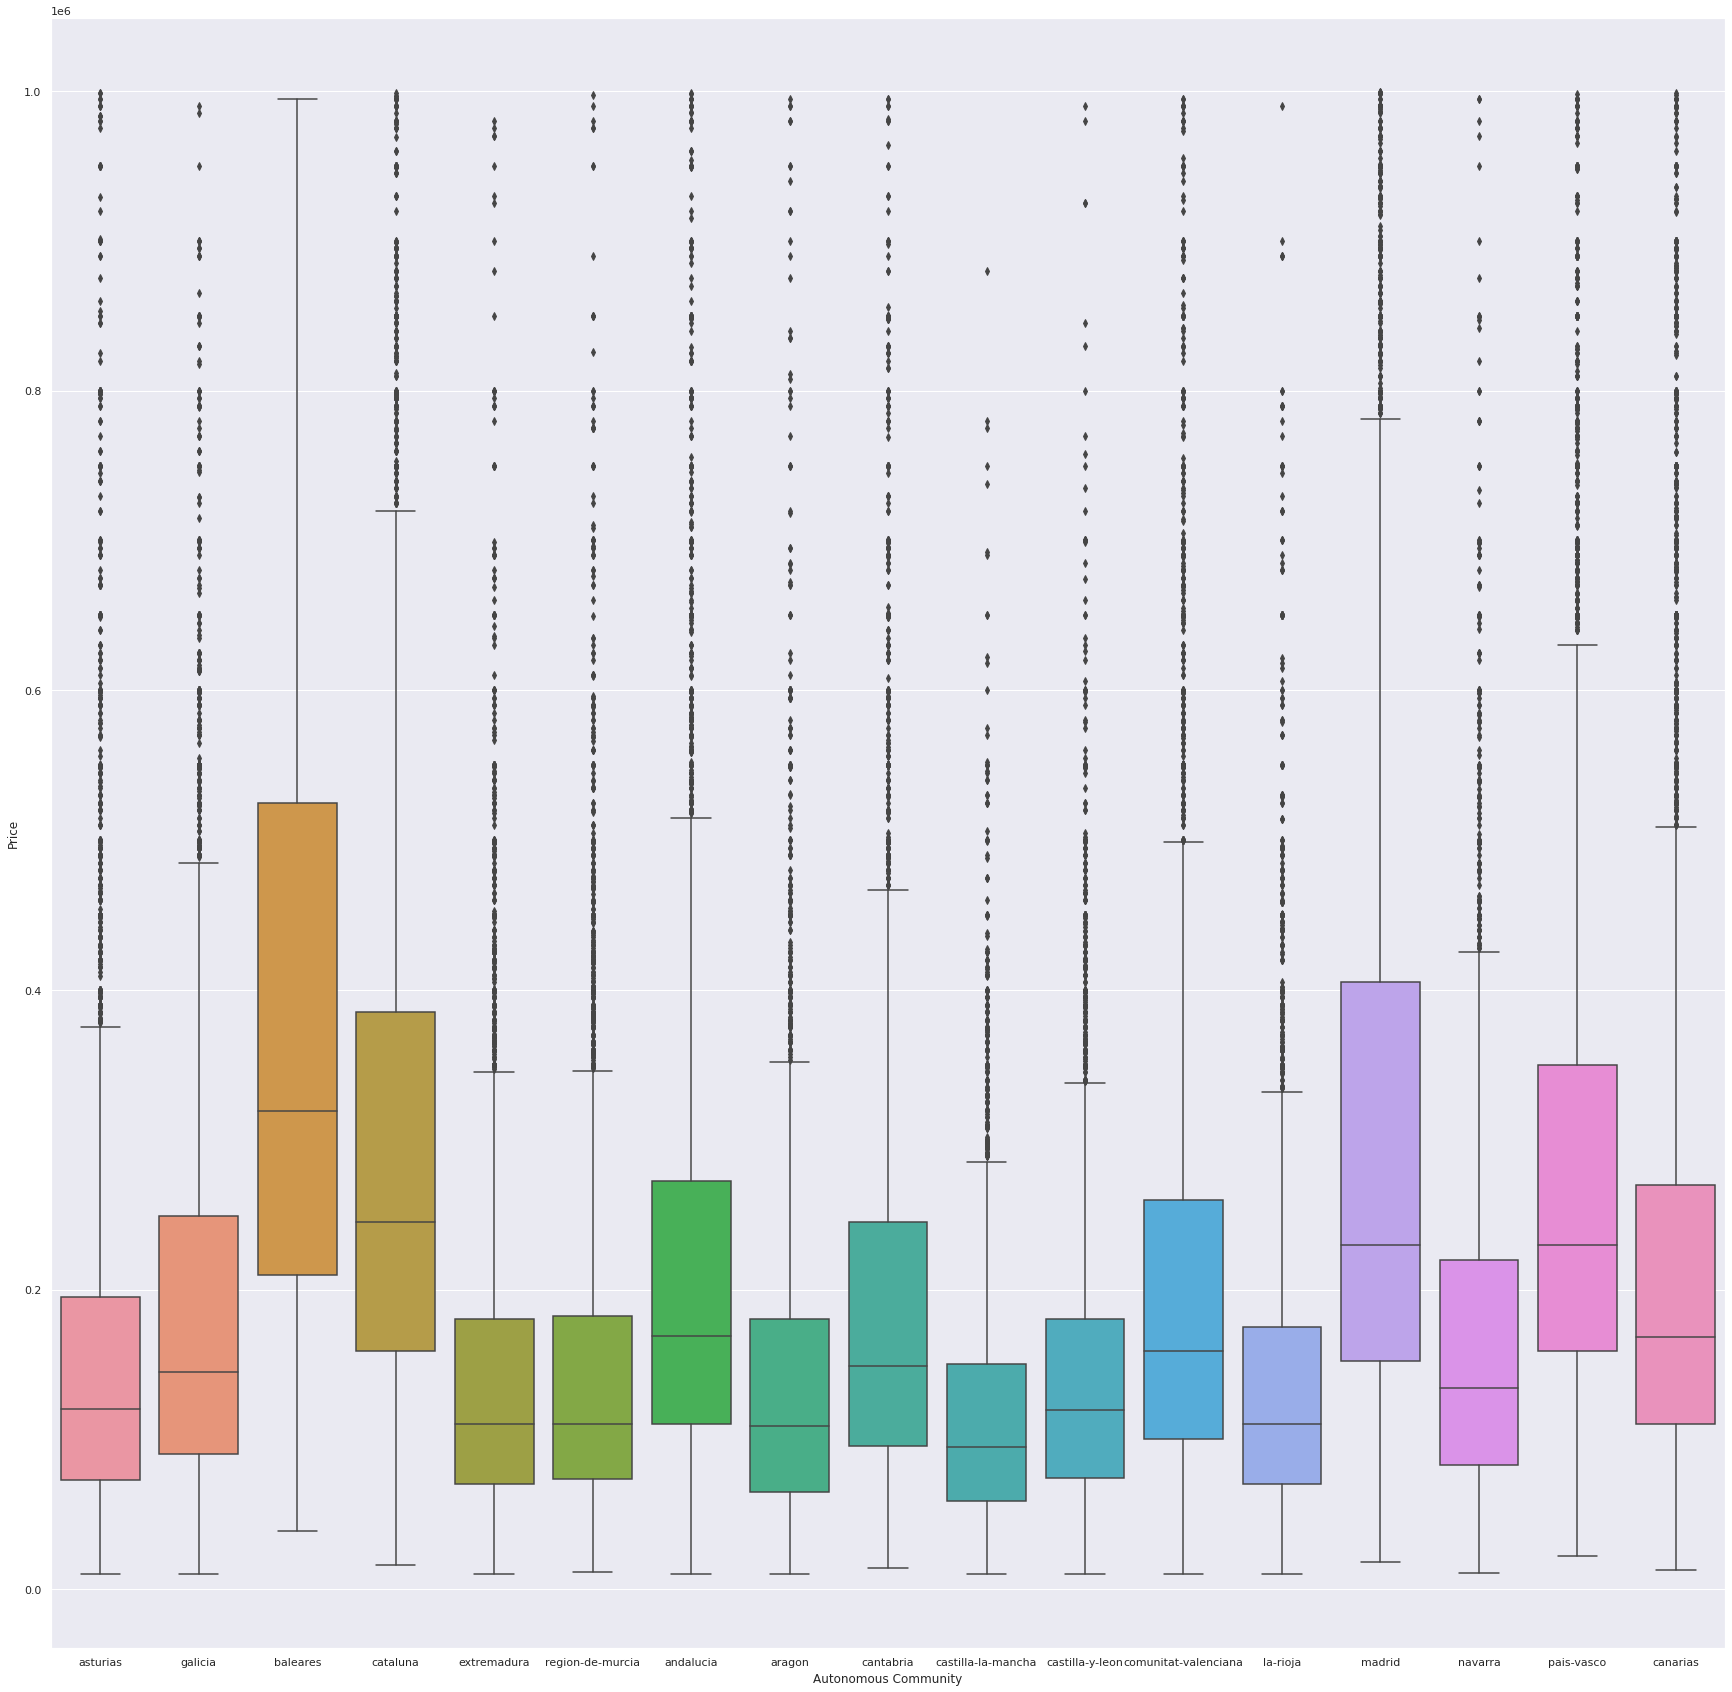 1e6
1.0
0.8
0.6
0.4
0.2
0.0
Price
asturias galicia baleares cataluna extremadura region-de-murcia andalucia aragon cantabria castilla-la-mancha castilla-y-leon comunitat-valenciana la-rioja madrid navarra pais-vasco canarias
Autonomous Community